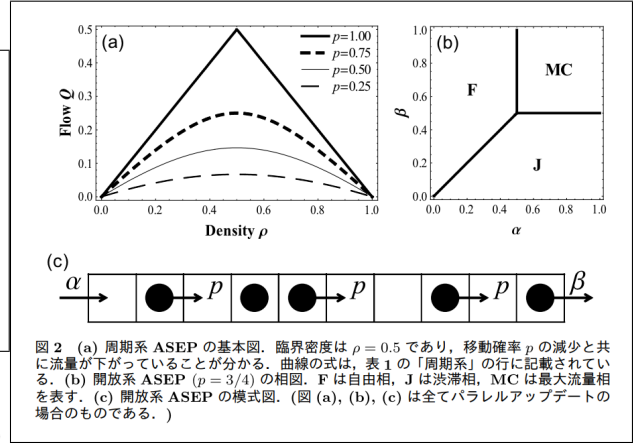 (a)
p=1.00
p=0.75
p=0.50
p=0.25
Flow Q
0.5
0.4
0.3
0.2
0.1
0.0
0.0 0.2 0.4 0.6 0.8 1.0
Density ρ
(b)
F
MC
J
β
1.0
0.8
0.6
0.4
0.2
0.0
0.0 0.2 0.4 0.6 0.8 1.0
α
(c)
α p p p β
図 2 (a) 周期系 ASEP の基本図．臨界密度は ρ = 0.5 であり，移動確率 p の減少と共
に流量が下がっていることが分かる．曲線の式は，表 1 の「周期系」の行に記載されてい
る．(b) 開放系 ASEP (p = 3/4) の相図．F は自由相，J は渋滞相，MC は最大流量相
を表す．(c) 開放系 ASEP の模式図．(図 (a), (b), (c) は全てパラレルアップデートの
場合のものである．)